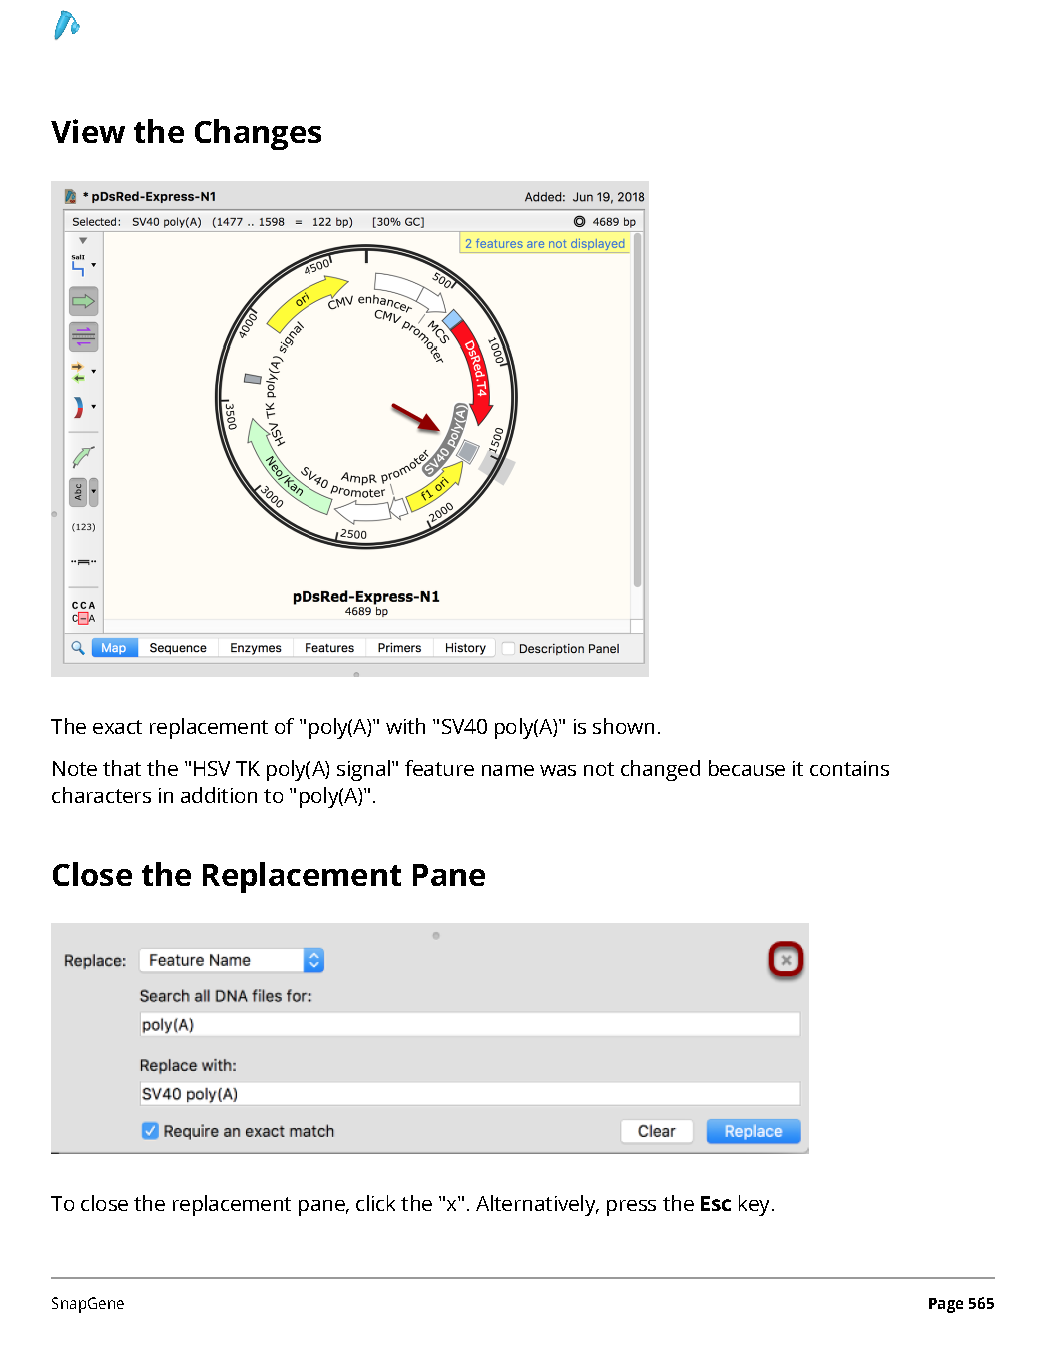 View the Changes
* pDsRed-Express-N1 Added: Jun 19, 2018
Selected: SV40 poly(A) (1477 .. 1598 = 122 bp) [30% GC] 4689 bp
2 features are not displayed
SalI
(123)
Abc
CCA
C-A
4500
500
1000
1500
2000
2500
3000
3500
4000
ori
CMV enhancer
CMV promoter
MCS
DsRed.T4
SV40 poly(A)
f1 ori
AmpR promoter
SV40 promoter
Neo/Kan
HSV TK poly(A) signal
pDsRed-Express-N1
4689 bp
Map Sequence Enzymes Features Primers History Description Panel
The exact replacement of "poly(A)" with "SV40 poly(A)" is shown.
Note that the "HSV TK poly(A) signal" feature name was not changed because it contains
characters in addition to "poly(A)".
Close the Replacement Pane
Replace: Feature Name
Search all DNA files for:
poly(A)
Replace with:
SV40 poly(A)
Require an exact match Clear Replace
To close the replacement pane, click the "x". Alternatively, press the Esc key.
SnapGene Page 565